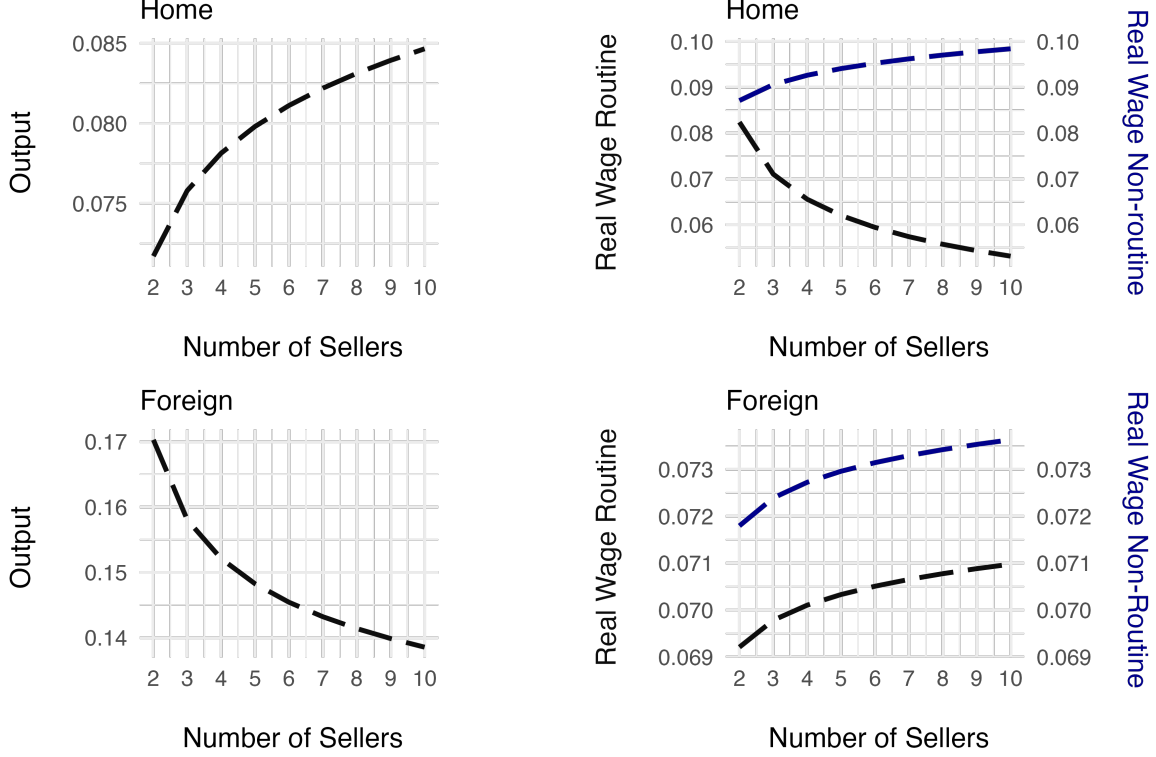 Home
Output
0.085
0.080
0.075
2 3 4 5 6 7 8 9 10
Number of Sellers
Home
Real Wage Routine
0.10
0.09
0.08
0.07
0.06
0.10
0.09
0.08
0.07
0.06
Real Wage Non-routine
2 3 4 5 6 7 8 9 10
Number of Sellers
Foreign
Output
0.17
0.16
0.15
0.14
2 3 4 5 6 7 8 9 10
Number of Sellers
Foreign
Real Wage Routine
0.073
0.072
0.071
0.070
0.069
0.073
0.072
0.071
0.070
0.069
Real Wage Non-Routine
2 3 4 5 6 7 8 9 10
Number of Sellers